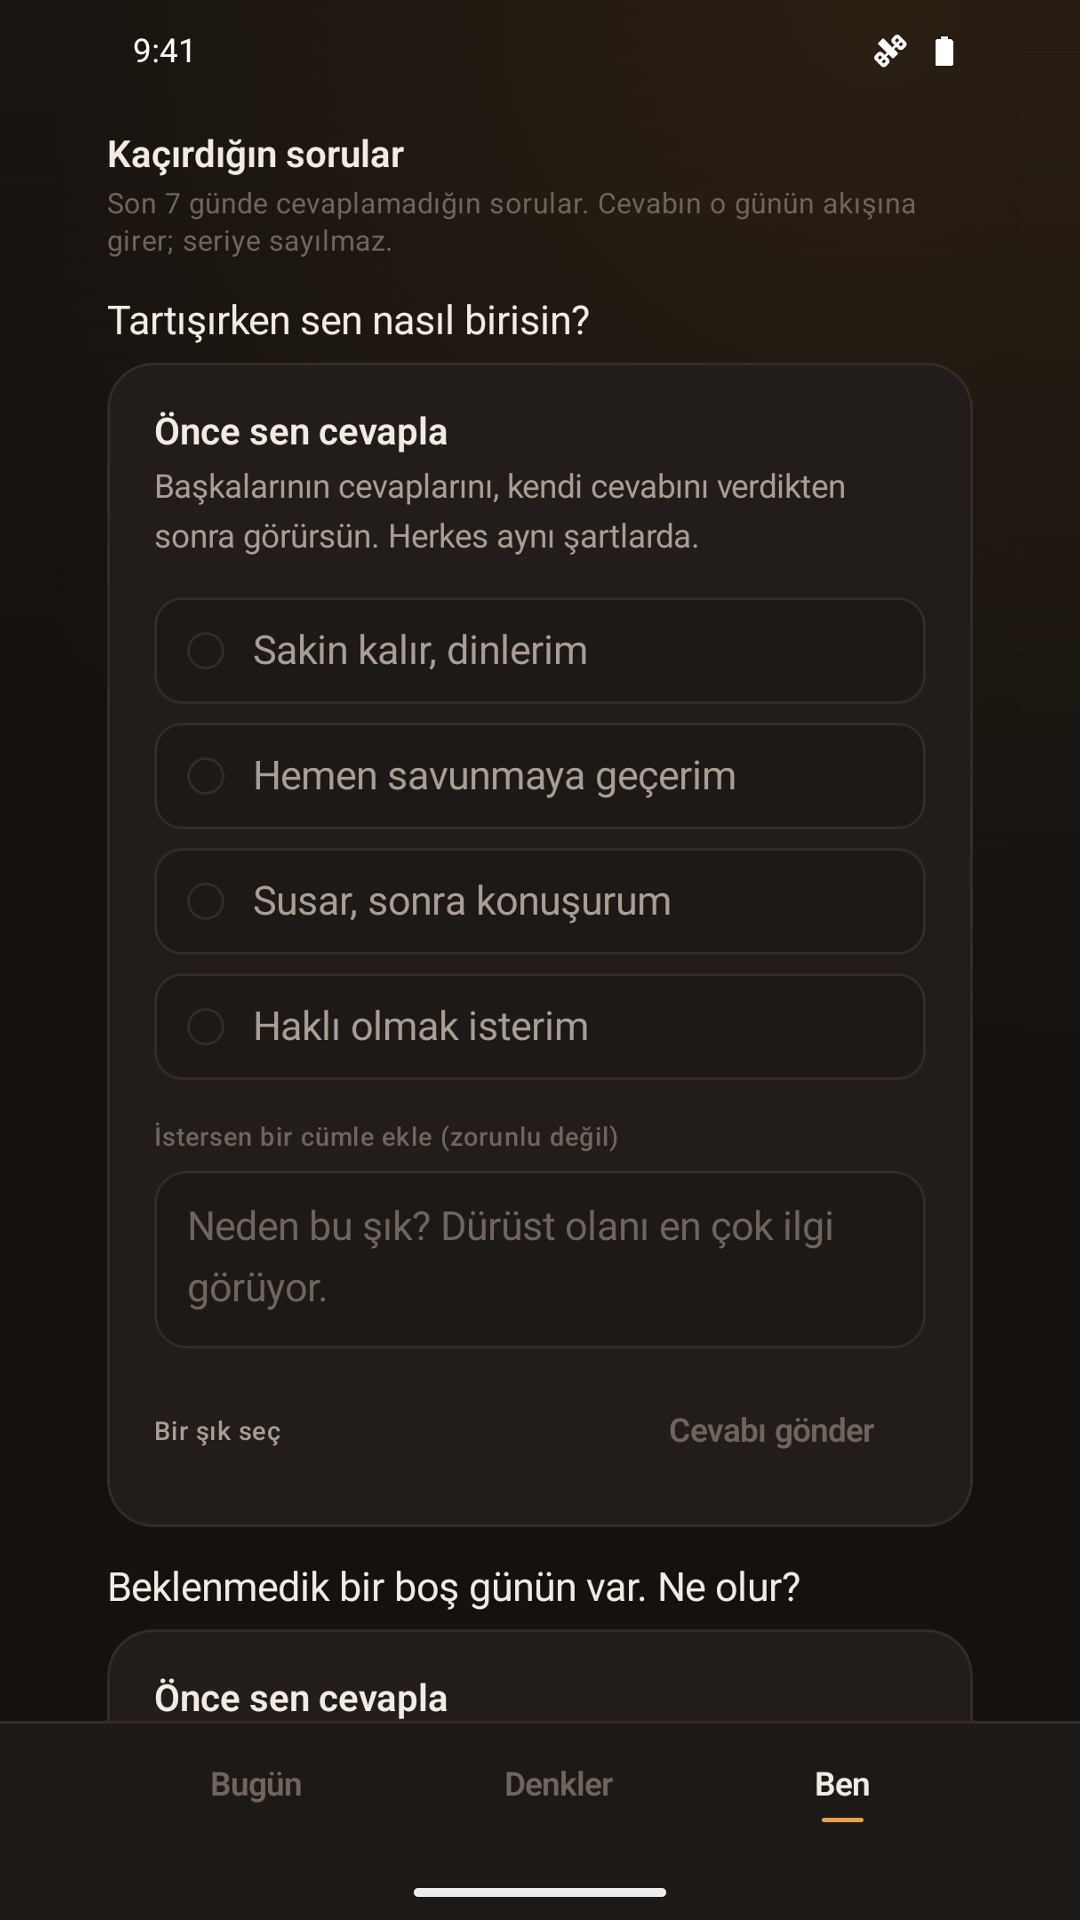 9:41
Kaçırdığın sorular
Son 7 günde cevaplamadığın sorular. Cevabın o günün akışına
girer; seriye sayılmaz.
Tartışırken sen nasıl birisin?
Önce sen cevapla
Başkalarının cevaplarını, kendi cevabını verdikten
sonra görürsün. Herkes aynı şartlarda.
Sakin kalır, dinlerim
Hemen savunmaya geçerim
Susar, sonra konuşurum
Haklı olmak isterim
İstersen bir cümle ekle (zorunlu değil)
Neden bu şık? Dürüst olanı en çok ilgi
görüyor.
Bir şık seç
Cevabı gönder
Beklenmedik bir boş günün var. Ne olur?
Önce sen cevapla
Bugün
Denkler
Ben